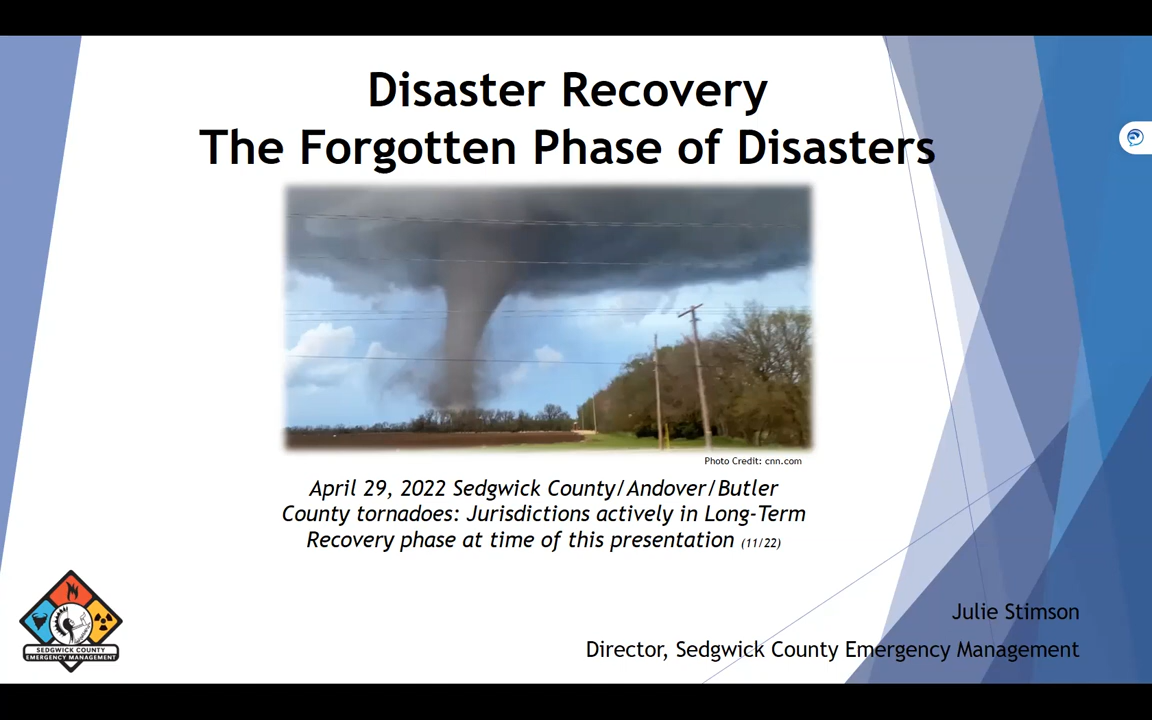 Disaster Recovery
The Forgotten Phase of Disasters
Photo Credit: cnn.com
April 29, 2022 Sedgwick County/Andover/Butler
County tornadoes: Jurisdictions actively in Long-Term
Recovery phase at time of this presentation (11/22)
Julie Stimson
Director, Sedgwick County Emergency Management
SEDGWICK COUNTY
EMERGENCY MANAGEMENT